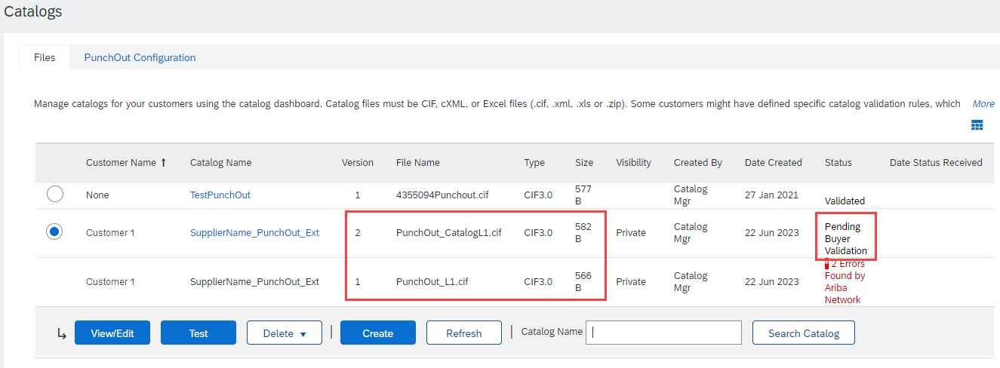 Catalogs
Files PunchOut Configuration
Manage catalogs for your customers using the catalog dashboard. Catalog files must be CIF, cXML, or Excel files (.cif, .xml, .xls or .zip). Some customers might have defined specific catalog validation rules, which More
Customer Name ↑ Catalog Name Version File Name Type Size Visibility Created By Date Created Status Date Status Received
None TestPunchOut 1 4355094Punchout.cif CIF3.0 577 B Catalog Mgr 27 Jan 2021 Validated
Customer 1 SupplierName_PunchOut_Ext 2 PunchOut_CatalogL1.cif CIF3.0 582 B Private Catalog Mgr 22 Jun 2023 Pending Buyer Validation
Customer 1 SupplierName_PunchOut_Ext 1 PunchOut_L1.cif CIF3.0 566 B Private Catalog Mgr 22 Jun 2023 2 Errors Found by Ariba Network
View/Edit Test Delete Create Refresh Catalog Name Search Catalog